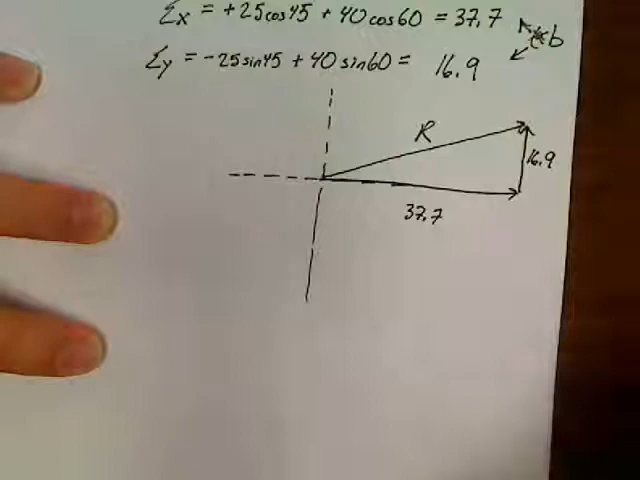 Σx = +25cos45 + 40cos60 = 37.7
Σy = -25sin45 + 40sin60 = 16.9
R
16.9
37.7